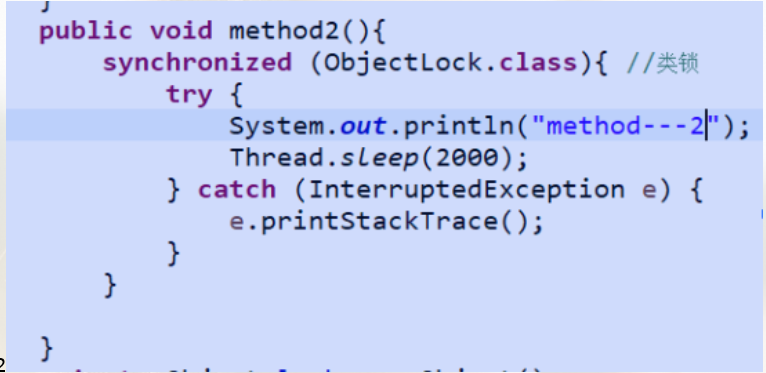 }
public void method2(){
    synchronized (ObjectLock.class){ //类锁
        try {
            System.out.println("method---2");
            Thread.sleep(2000);
        } catch (InterruptedException e) {
            e.printStackTrace();
        }
    }

}
2